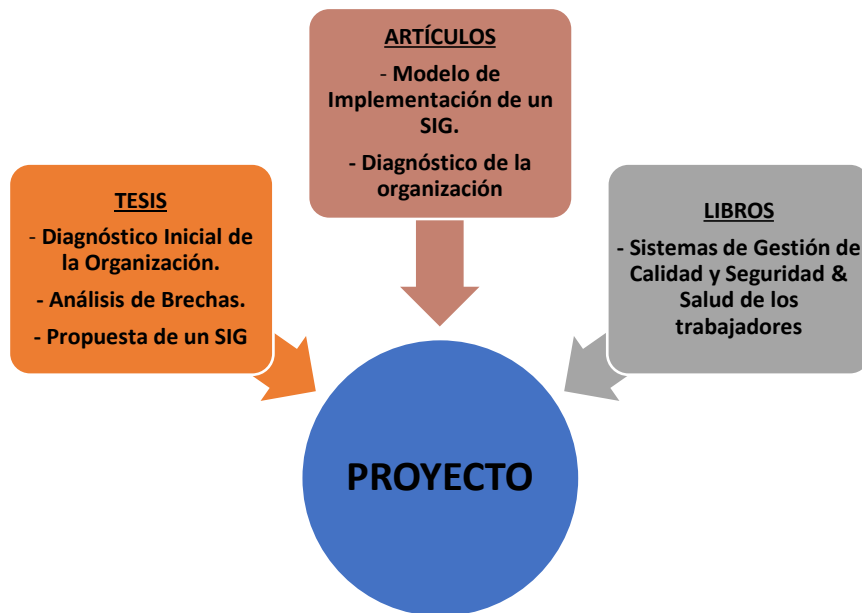 ARTÍCULOS
- Modelo de
Implementación de un
SIG.
- Diagnóstico de la
organización
TESIS
- Diagnóstico Inicial de
la Organización.
- Análisis de Brechas.
- Propuesta de un SIG
LIBROS
- Sistemas de Gestión de
Calidad y Seguridad &
Salud de los
trabajadores
PROYECTO